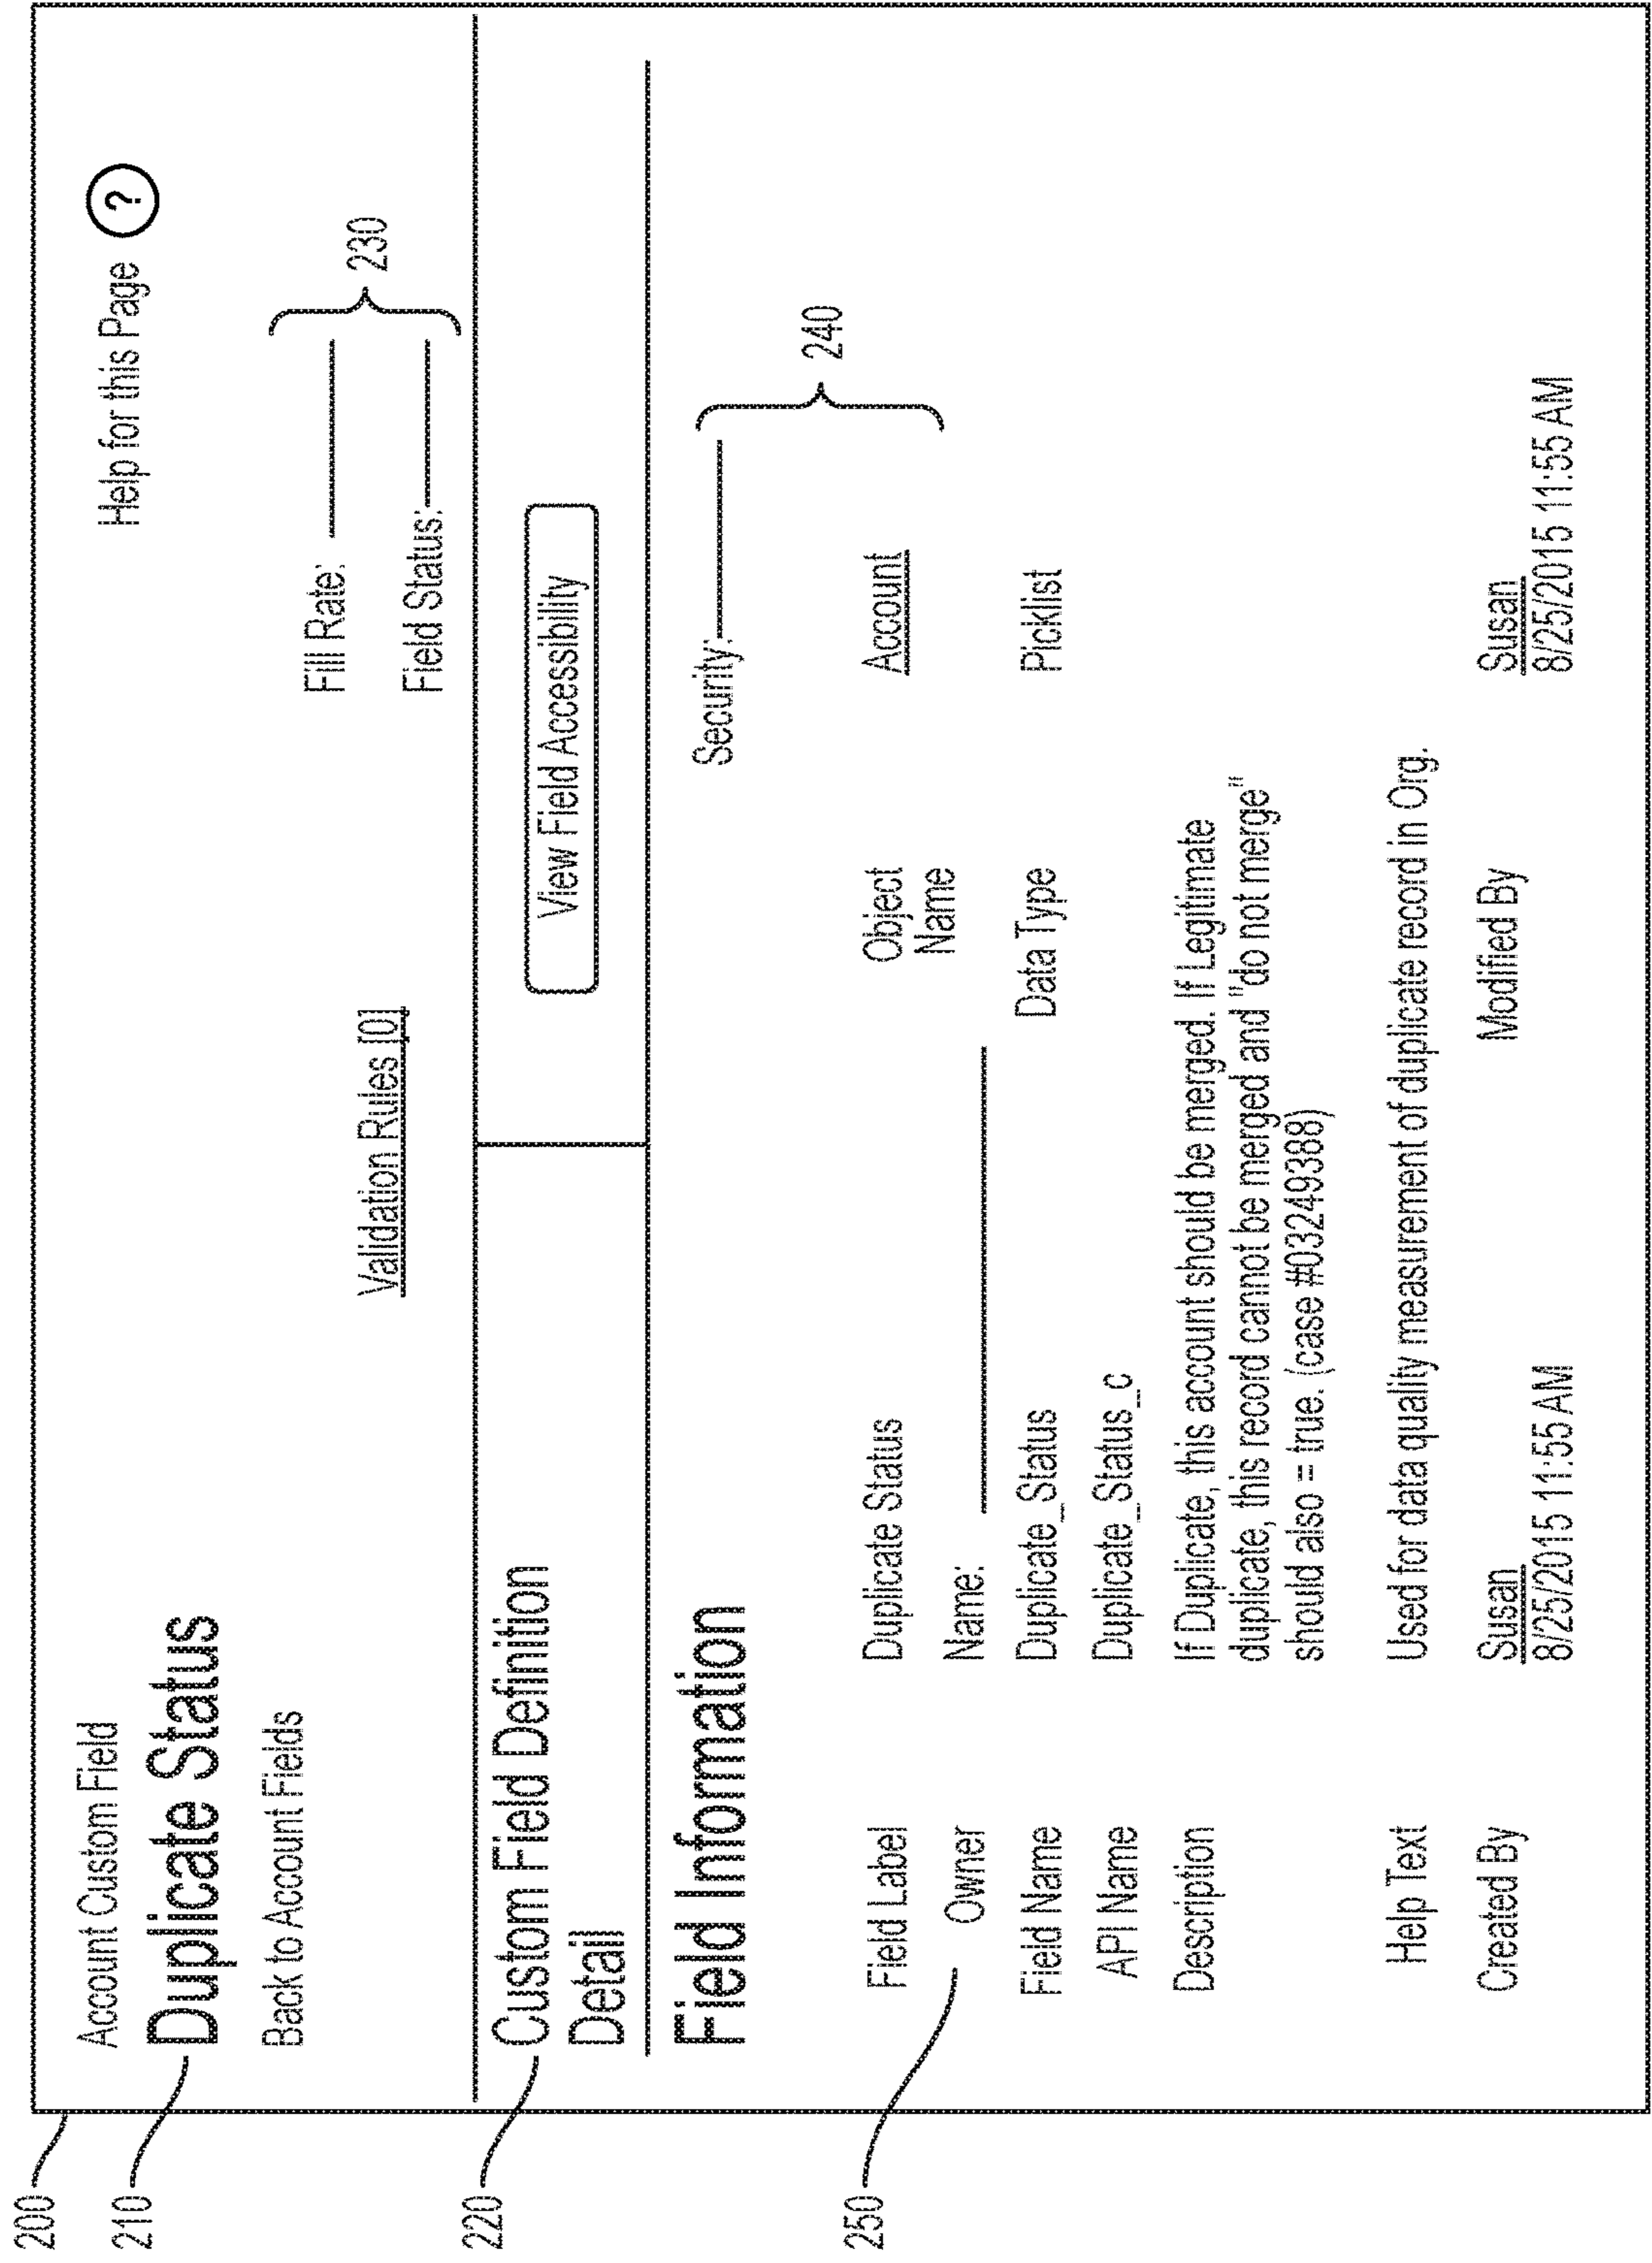 200
Account Custom Field
Help for this Page ?
210
Duplicate Status
Back to Account Fields
Fill Rate:
Validation Rules [0]
230
Field Status:
220
Custom Field Definition
Detail
View Field Accessibility
Field Information
Security:
240
250
Field Label Duplicate Status Object Account
Name
Owner Name:
Field Name Duplicate_Status Data Type Picklist
API Name Duplicate_Status_c
Description If Duplicate, this account should be merged. If Legitimate
duplicate, this record cannot be merged and "do not merge"
should also = true. (case #03249388)
Help Text Used for data quality measurement of duplicate record in Org.
Created By Susan Modified By Susan
8/25/2015 11:55 AM 8/25/2015 11:55 AM